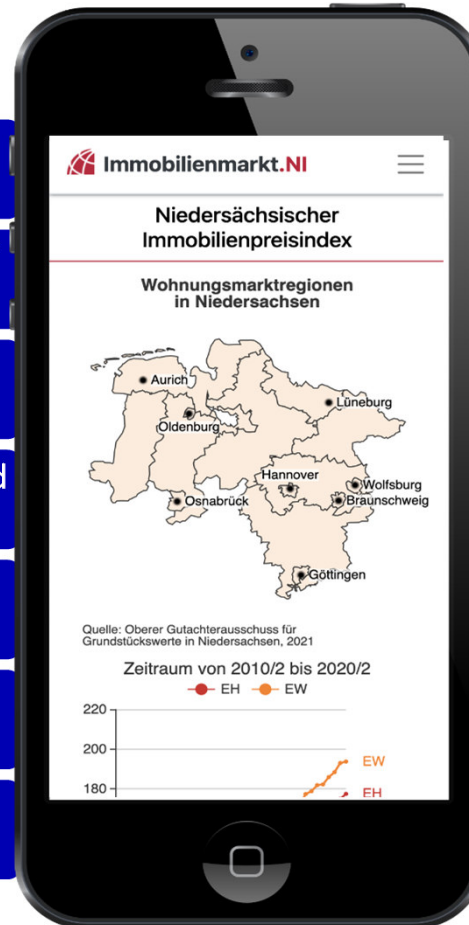 Immobilienmarkt.NI
Niedersächsischer
Immobilienpreisindex
Wohnungsmarktregionen
in Niedersachsen
Aurich
Lüneburg
Oldenburg
Hannover
Wolfsburg
Osnabrück
Braunschweig
Göttingen
Quelle: Oberer Gutachterausschuss für
Grundstückswerte in Niedersachsen, 2021
Zeitraum von 2010/2 bis 2020/2
EH EW
220
200
EW
180
EH
d